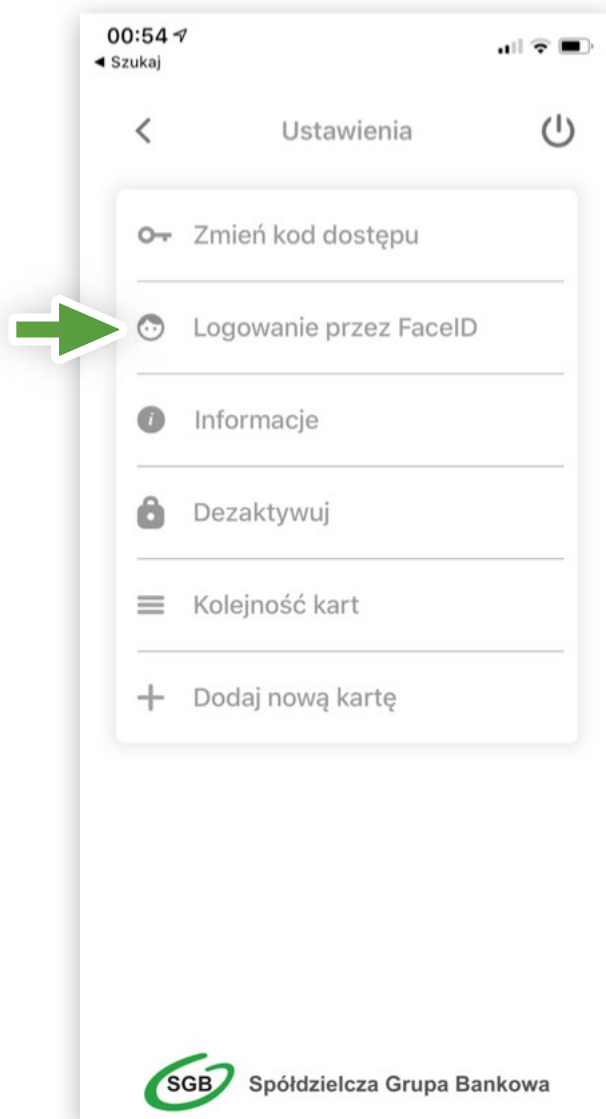 00:54
◀ Szukaj
Ustawienia
Zmień kod dostępu
Logowanie przez FaceID
Informacje
Dezaktywuj
Kolejność kart
Dodaj nową kartę
SGB Spółdzielcza Grupa Bankowa